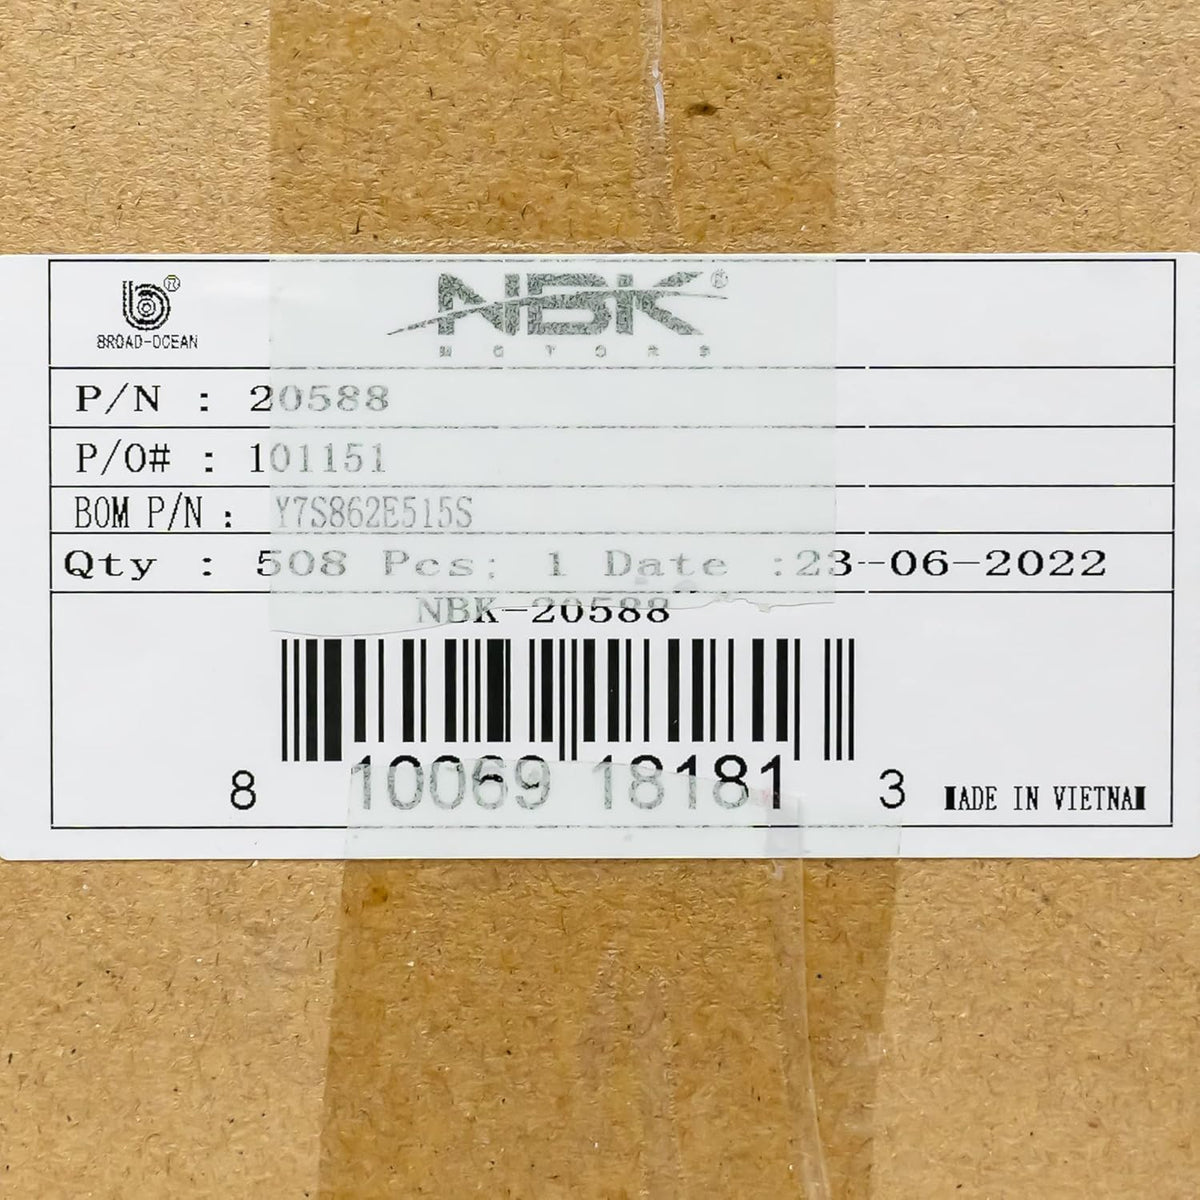 BROAD-OCEAN
NBK®
MOTORS
P/N : 20588
P/O# : 101151
BOM P/N : Y7S862E515S
Qty : 508 Pcs: 1 Date :23-06-2022
NBK-20588
8 10069 18181 3
MADE IN VIETNAM